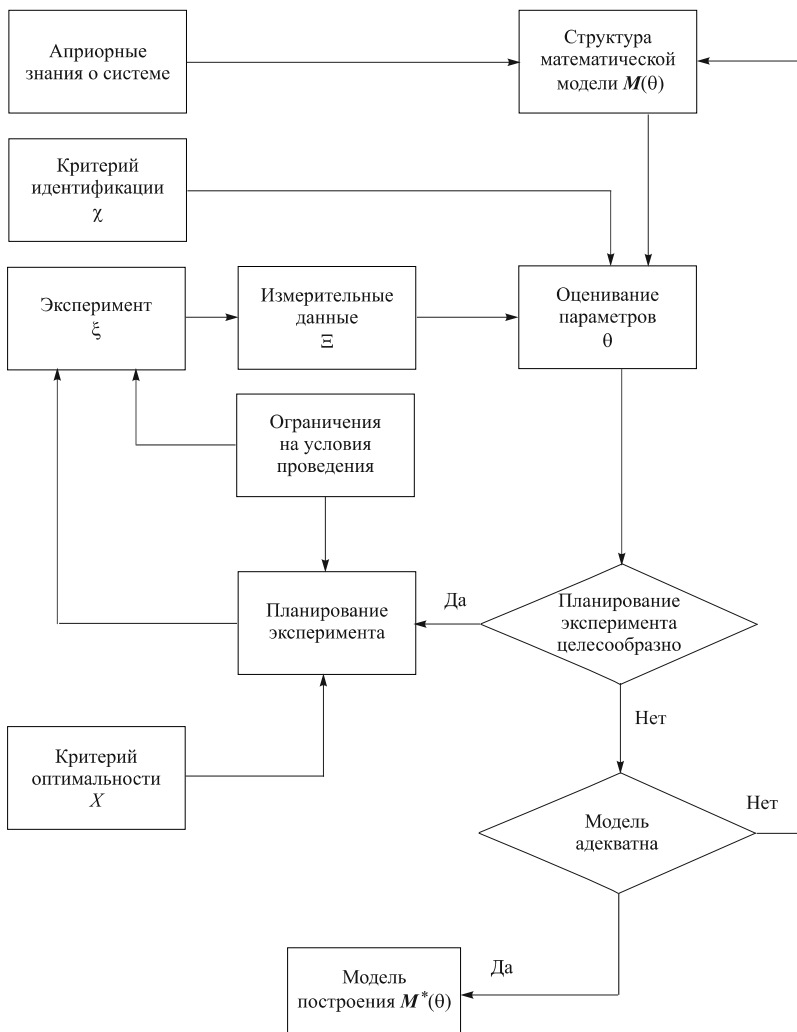 Априорные
знания о системе
Структура
математической
модели M(θ)
Критерий
идентификации
χ
Эксперимент
ξ
Измерительные
данные
Ξ
Оценивание
параметров
θ
Ограничения
на условия
проведения
Планирование
эксперимента
Да
Планирование
эксперимента
целесообразно
Нет
Критерий
оптимальности
X
Модель
адекватна
Нет
Да
Модель
построения M*(θ)